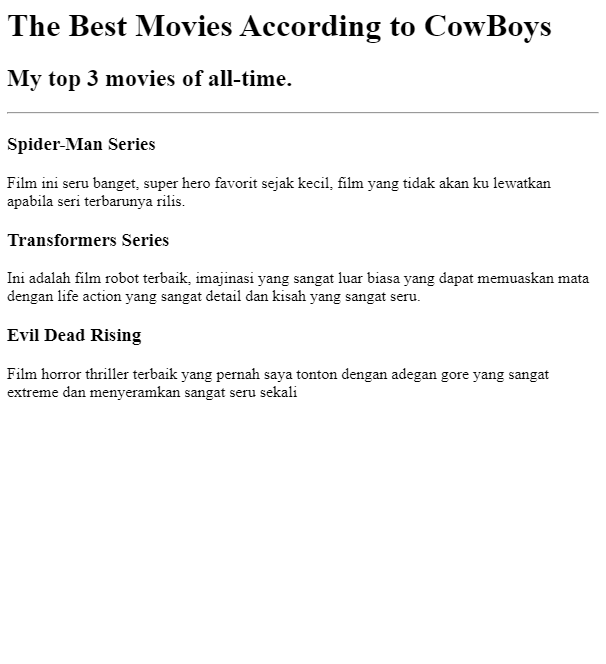 The Best Movies According to CowBoys
My top 3 movies of all-time.
Spider-Man Series
Film ini seru banget, super hero favorit sejak kecil, film yang tidak akan ku lewatkan
apabila seri terbarunya rilis.
Transformers Series
Ini adalah film robot terbaik, imajinasi yang sangat luar biasa yang dapat memuaskan mata
dengan life action yang sangat detail dan kisah yang sangat seru.
Evil Dead Rising
Film horror thriller terbaik yang pernah saya tonton dengan adegan gore yang sangat
extreme dan menyeramkan sangat seru sekali